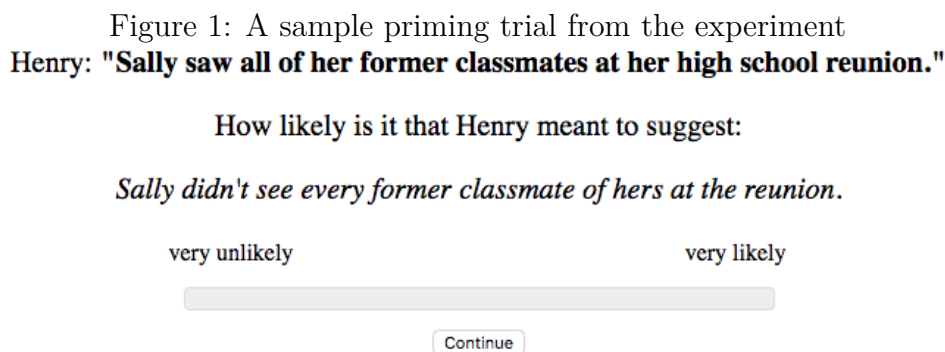 Figure 1: A sample priming trial from the experiment
Henry: "Sally saw all of her former classmates at her high school reunion."
How likely is it that Henry meant to suggest:
Sally didn't see every former classmate of hers at the reunion.
very unlikely very likely
Continue